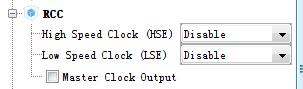 RCC
High Speed Clock (HSE) Disable
Low Speed Clock (LSE) Disable
Master Clock Output